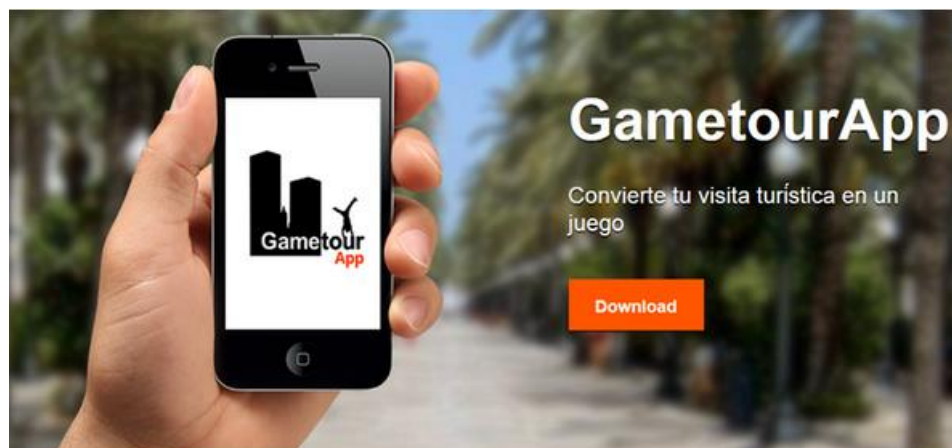 GametourApp
Convierte tu visita turística en un
juego
Download
Gametour
App